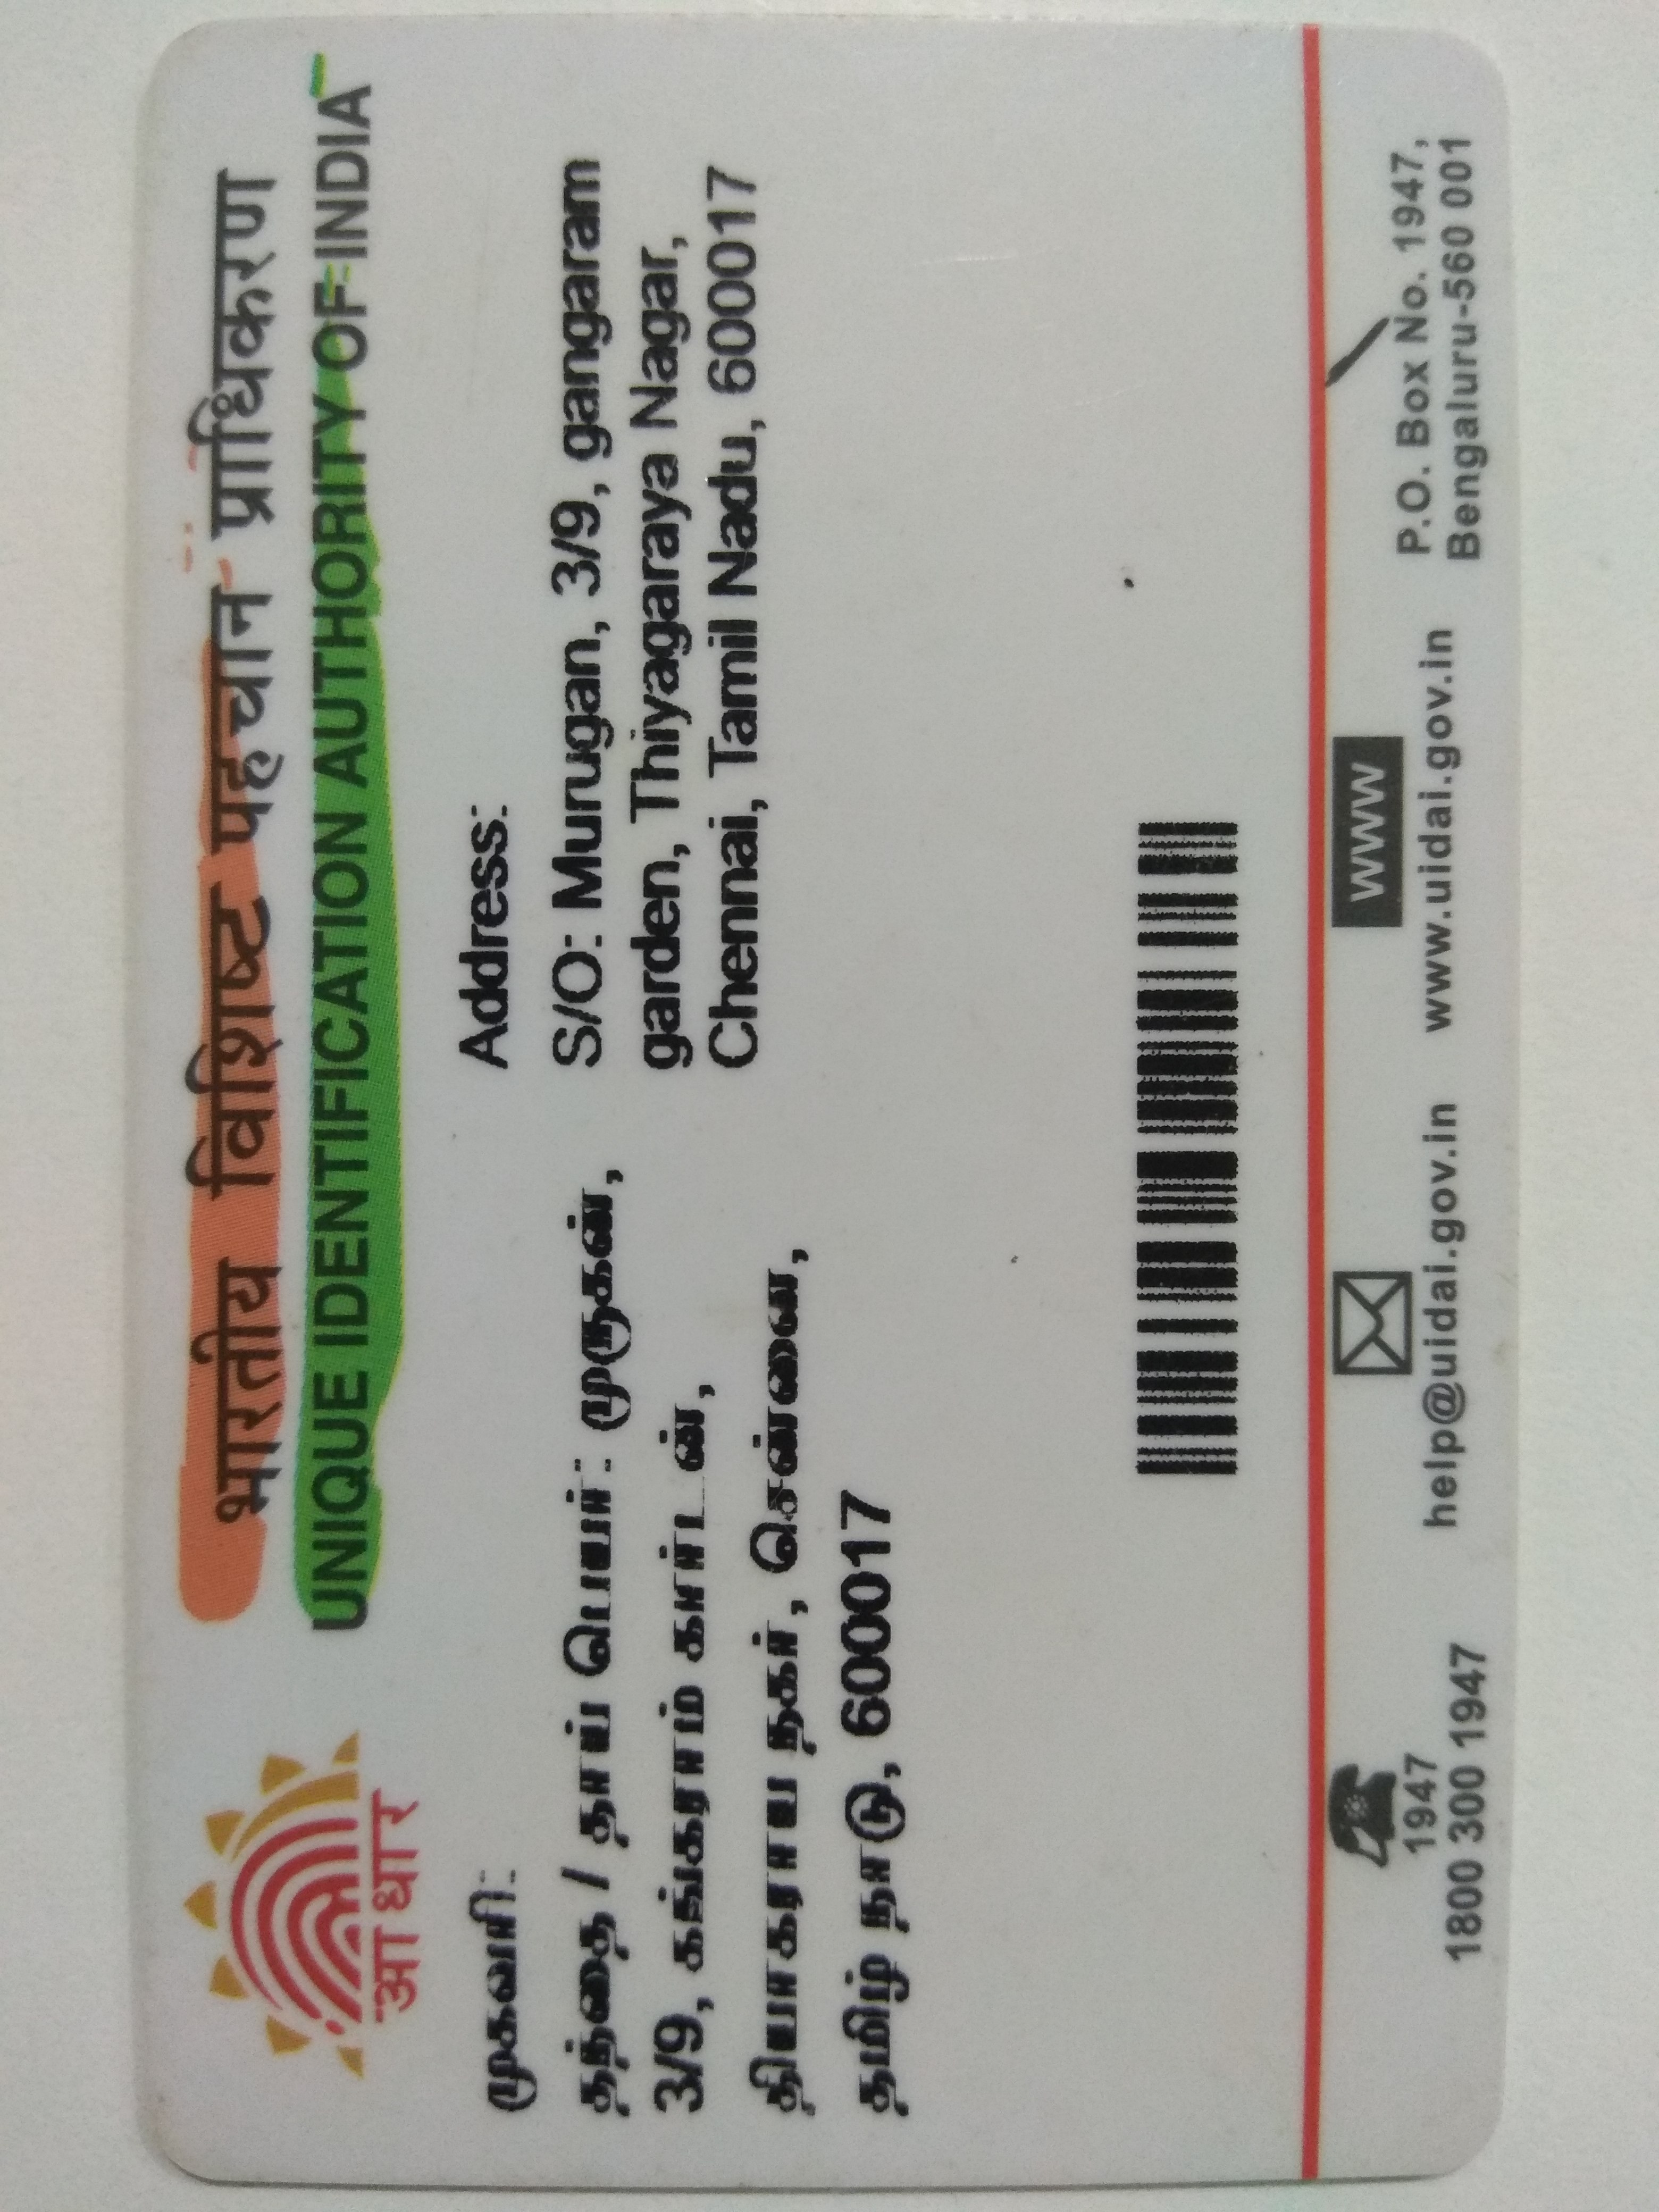 आधार
भारतीय विशिष्ट पहचान प्राधिकरण
UNIQUE IDENTIFICATION AUTHORITY OF INDIA
முகவரி:
தந்தை / தாய் பெயர்: முருகன்,
3/9, கங்காராம் கார்டன்,
தியாகராய நகர், சென்னை,
தமிழ் நாடு, 600017
Address:
S/O: Murugan, 3/9, gangaram
garden, Thiyagaraya Nagar,
Chennai, Tamil Nadu, 600017
1947
1800 300 1947
help@uidai.gov.in
www
www.uidai.gov.in
P.O. Box No. 1947,
Bengaluru-560 001